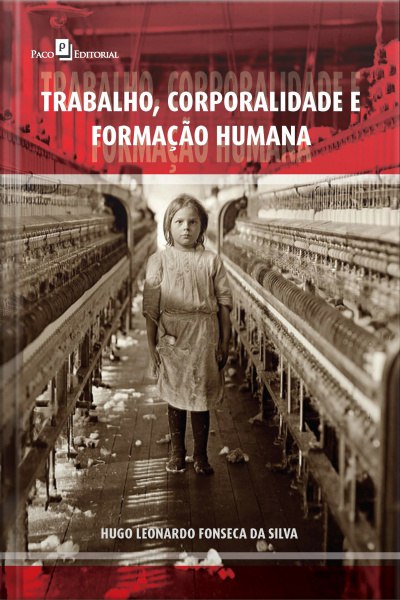 PACO EDITORIAL
TRABALHO, CORPORALIDADE E
FORMAÇÃO HUMANA
HUGO LEONARDO FONSECA DA SILVA